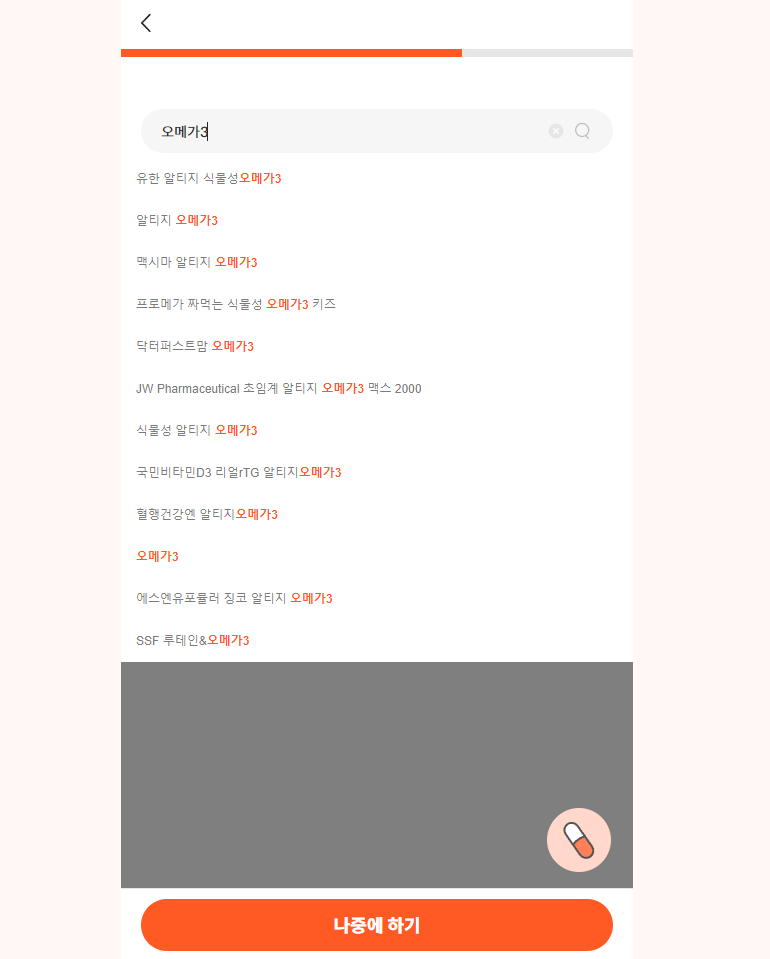 오메가3
유한 알티지 식물성오메가3
알티지 오메가3
맥시마 알티지 오메가3
프로메가 짜먹는 식물성 오메가3 키즈
닥터퍼스트맘 오메가3
JW Pharmaceutical 초임계 알티지 오메가3 맥스 2000
식물성 알티지 오메가3
국민비타민D3 리얼rTG 알티지오메가3
혈행건강엔 알티지오메가3
오메가3
에스엔유포뮬러 징코 알티지 오메가3
SSF 루테인&오메가3
나중에 하기